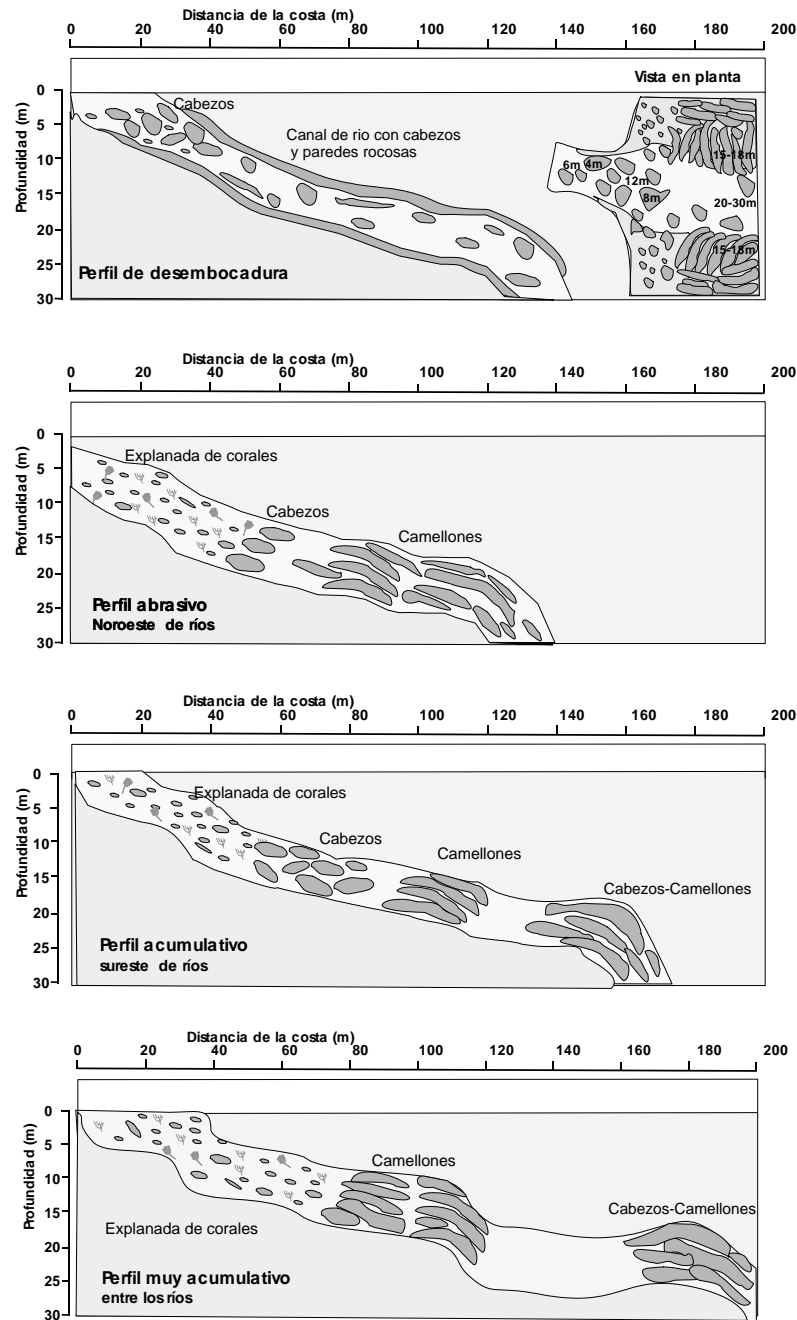 Distancia de la costa (m)
0 20 40 60 80 100 120 140 160 180 200
Vista en planta
Profundidad (m)
0
5
10
15
20
25
30
Cabezos
Canal de rio con cabezos
y paredes rocosas
6m 4m
12m
8m
15-18m
20-30m
15-18m
Perfil de desembocadura
Distancia de la costa (m)
0 20 40 60 80 100 120 140 160 180 200
Profundidad (m)
0
5
10
15
20
25
30
Explanada de corales
Cabezos
Camellones
Perfil abrasivo
Noroeste de ríos
Distancia de la costa (m)
0 20 40 60 80 100 120 140 160 180 200
Profundidad (m)
0
5
10
15
20
25
30
Explanada de corales
Cabezos
Camellones
Cabezos-Camellones
Perfil acumulativo
sureste de ríos
Distancia de la costa (m)
0 20 40 60 80 100 120 140 160 180 200
Profundidad (m)
0
5
10
15
20
25
30
Camellones
Cabezos-Camellones
Explanada de corales
Perfil muy acumulativo
entre los ríos